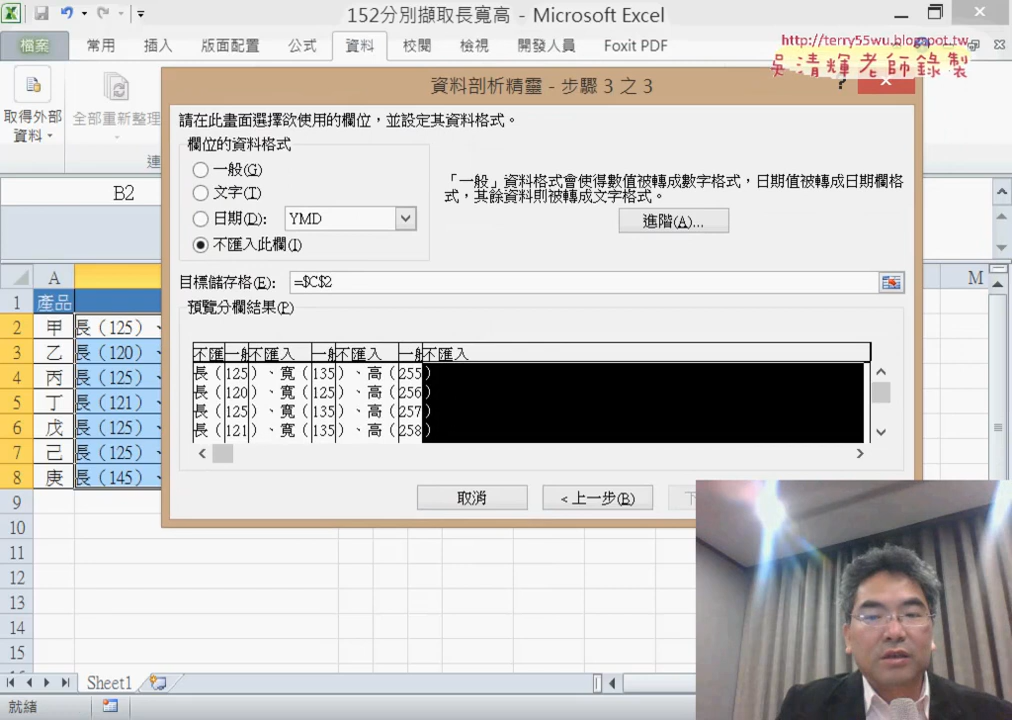 152分別擷取長寬高 - Microsoft Excel
檔案 常用 插入 版面配置 公式 資料 校閱 檢視 開發人員 Foxit PDF
http://terry55wu.blogspot.tw
吳清輝老師錄製
取得外部
資料
全部重新整理
連
資料剖析精靈 - 步驟 3 之 3
請在此畫面選擇欲使用的欄位，並設定其資料格式。
欄位的資料格式
一般(G)
文字(T)
日期(D): YMD
不匯入此欄(I)
「一般」資料格式會使得數值被轉成數字格式，日期值被轉成日期欄格
式，其餘資料則被轉成文字格式。
進階(A)...
目標儲存格(E): =$C$2
預覽分欄結果(P)
不匯 一般 不匯入 一般 不匯入 一般 不匯入
長（125）、寬（135）、高（255）
長（120）、寬（125）、高（256）
長（125）、寬（135）、高（257）
長（121）、寬（135）、高（258）
取消 <上一步(B) 下
B2
A M
1 產品
2 甲 長（125）、
3 乙 長（120）、
4 丙 長（125）、
5 丁 長（121）、
6 戊 長（125）、
7 己 長（125）、
8 庚 長（145）、
9
10
11
12
13
14
15
Sheet1
就緒